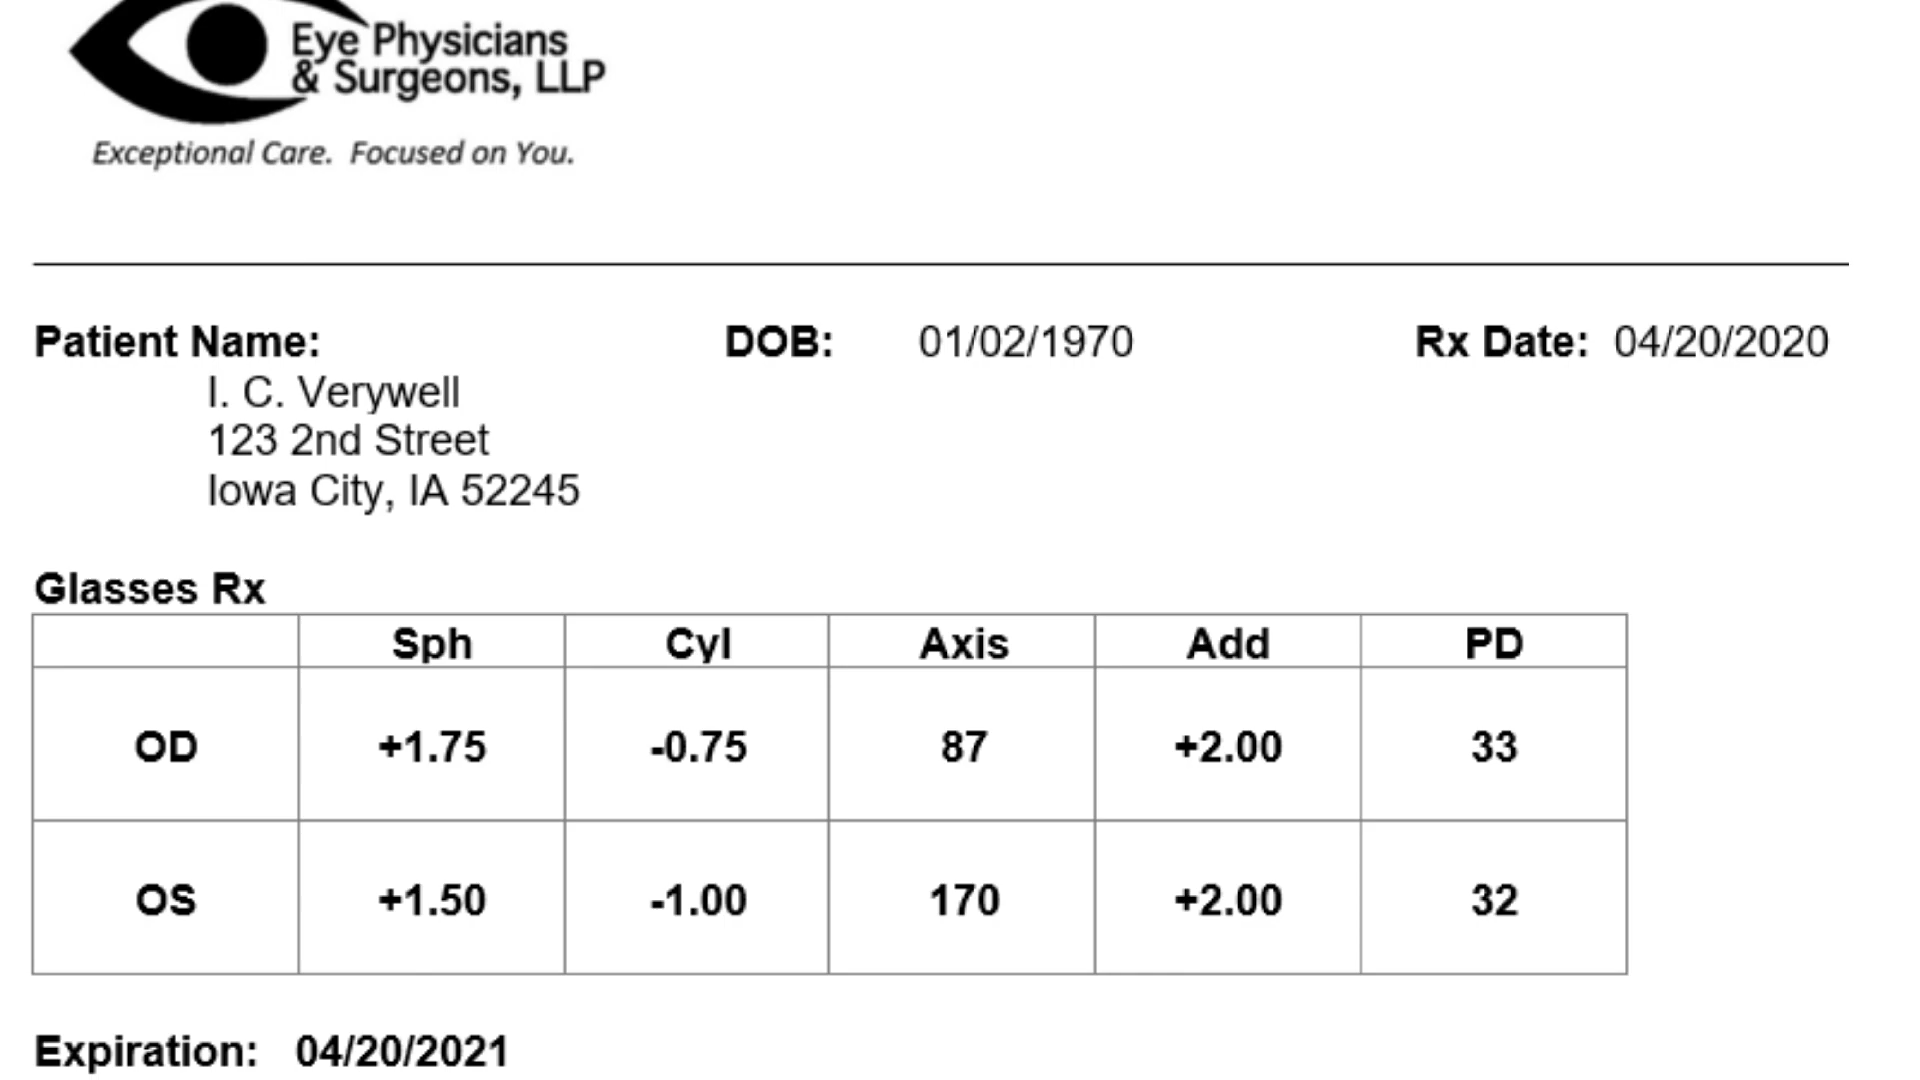 Eye Physicians
& Surgeons, LLP
Exceptional Care. Focused on You.
Patient Name: DOB: 01/02/1970 Rx Date: 04/20/2020
I. C. Verywell
123 2nd Street
Iowa City, IA 52245
Glasses Rx
Sph Cyl Axis Add PD
OD +1.75 -0.75 87 +2.00 33
OS +1.50 -1.00 170 +2.00 32
Expiration: 04/20/2021